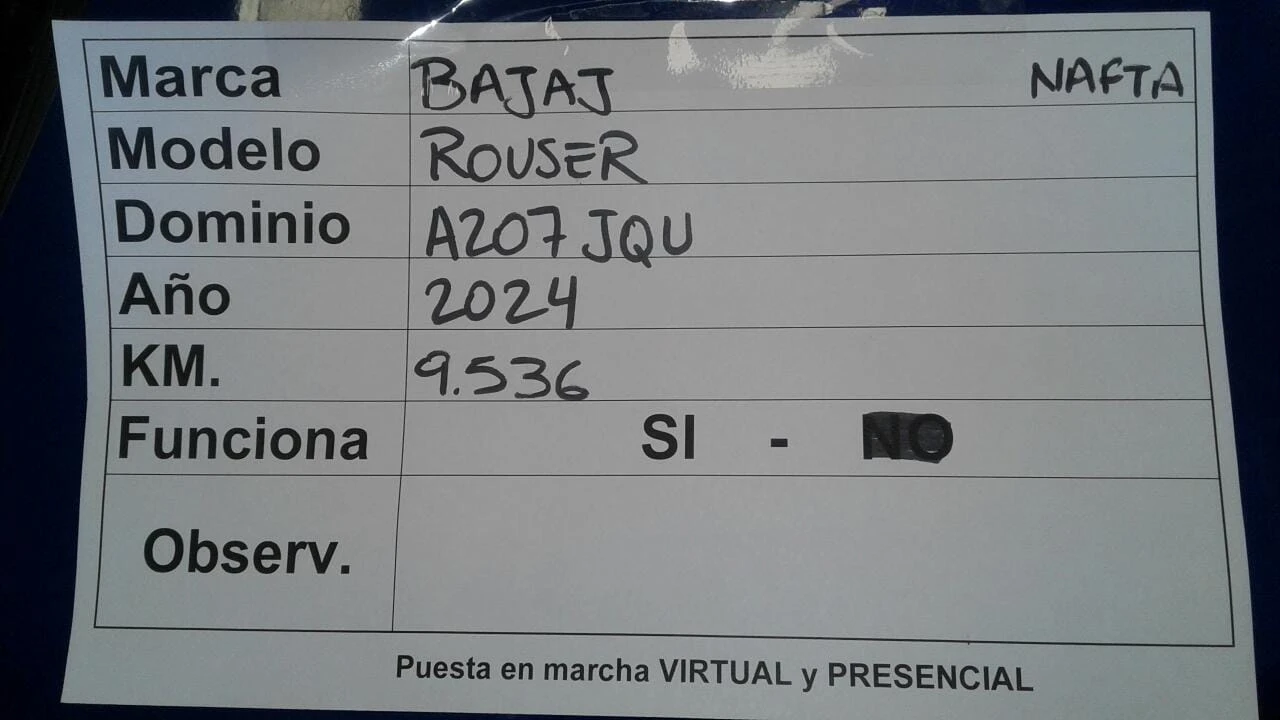 Marca BAJAJ NAFTA
Modelo ROUSER
Dominio A207JQU
Año 2024
KM. 9.536
Funciona SI - NO
Observ.
Puesta en marcha VIRTUAL y PRESENCIAL